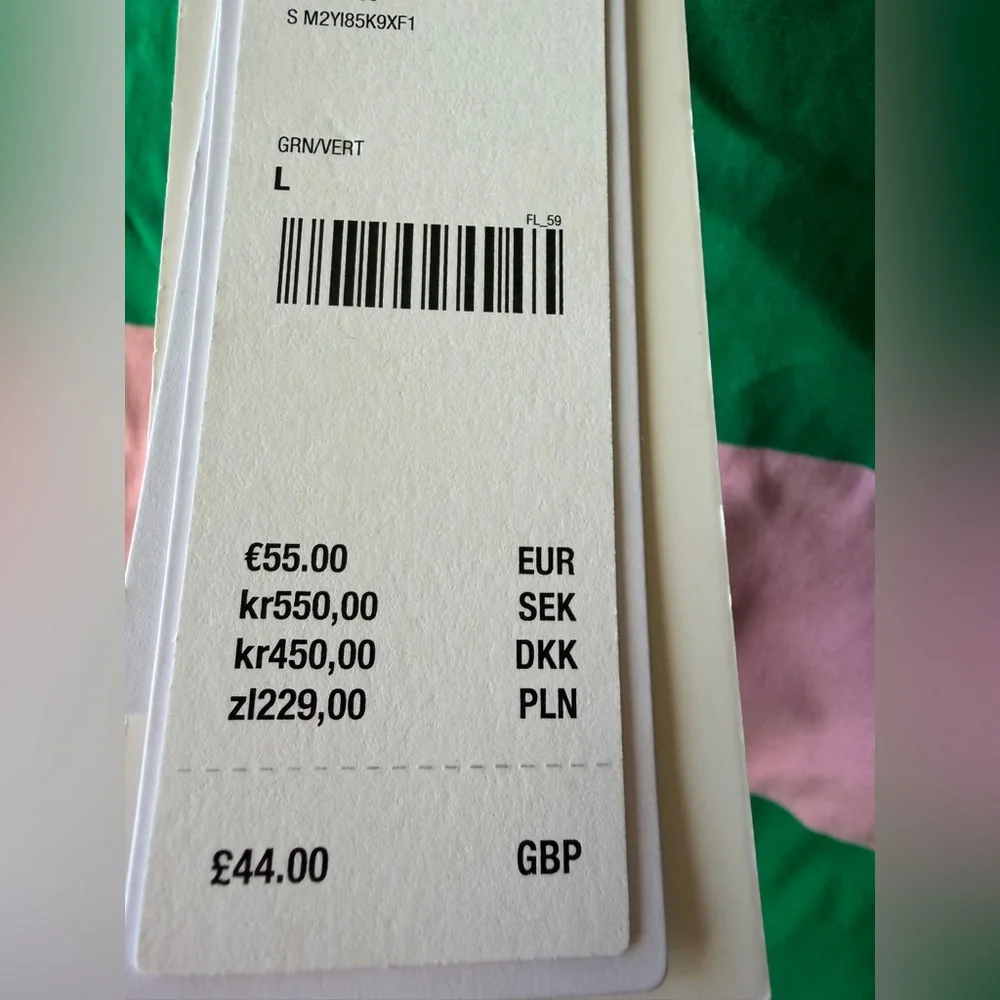 S M2YI85K9XF1
GRN/VERT
L
FL_59
€55.00 EUR
kr550,00 SEK
kr450,00 DKK
zl229,00 PLN
£44.00 GBP